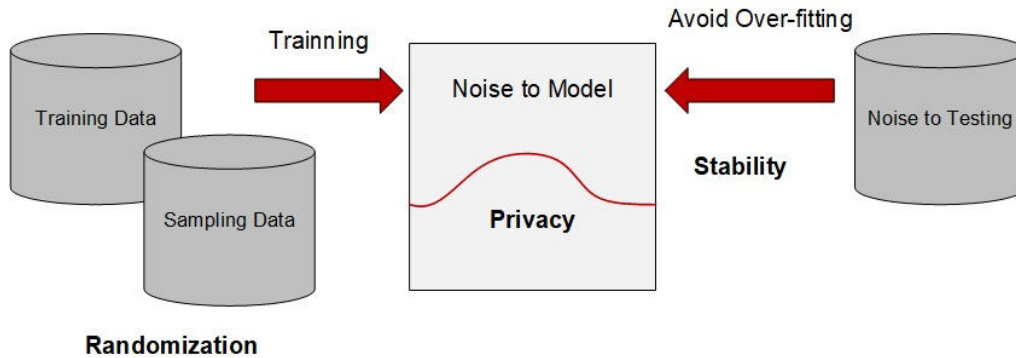 Trainning
Avoid Over-fitting
Training Data
Sampling Data
Noise to Model
Privacy
Noise to Testing
Stability
Randomization